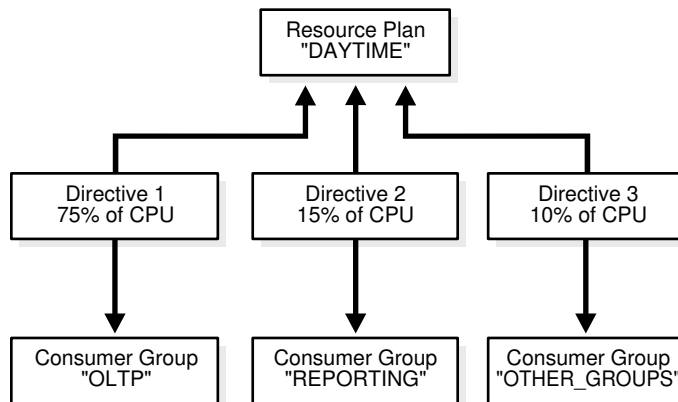 Resource Plan
"DAYTIME"
Directive 1
75% of CPU
Directive 2
15% of CPU
Directive 3
10% of CPU
Consumer Group
"OLTP"
Consumer Group
"REPORTING"
Consumer Group
"OTHER_GROUPS"